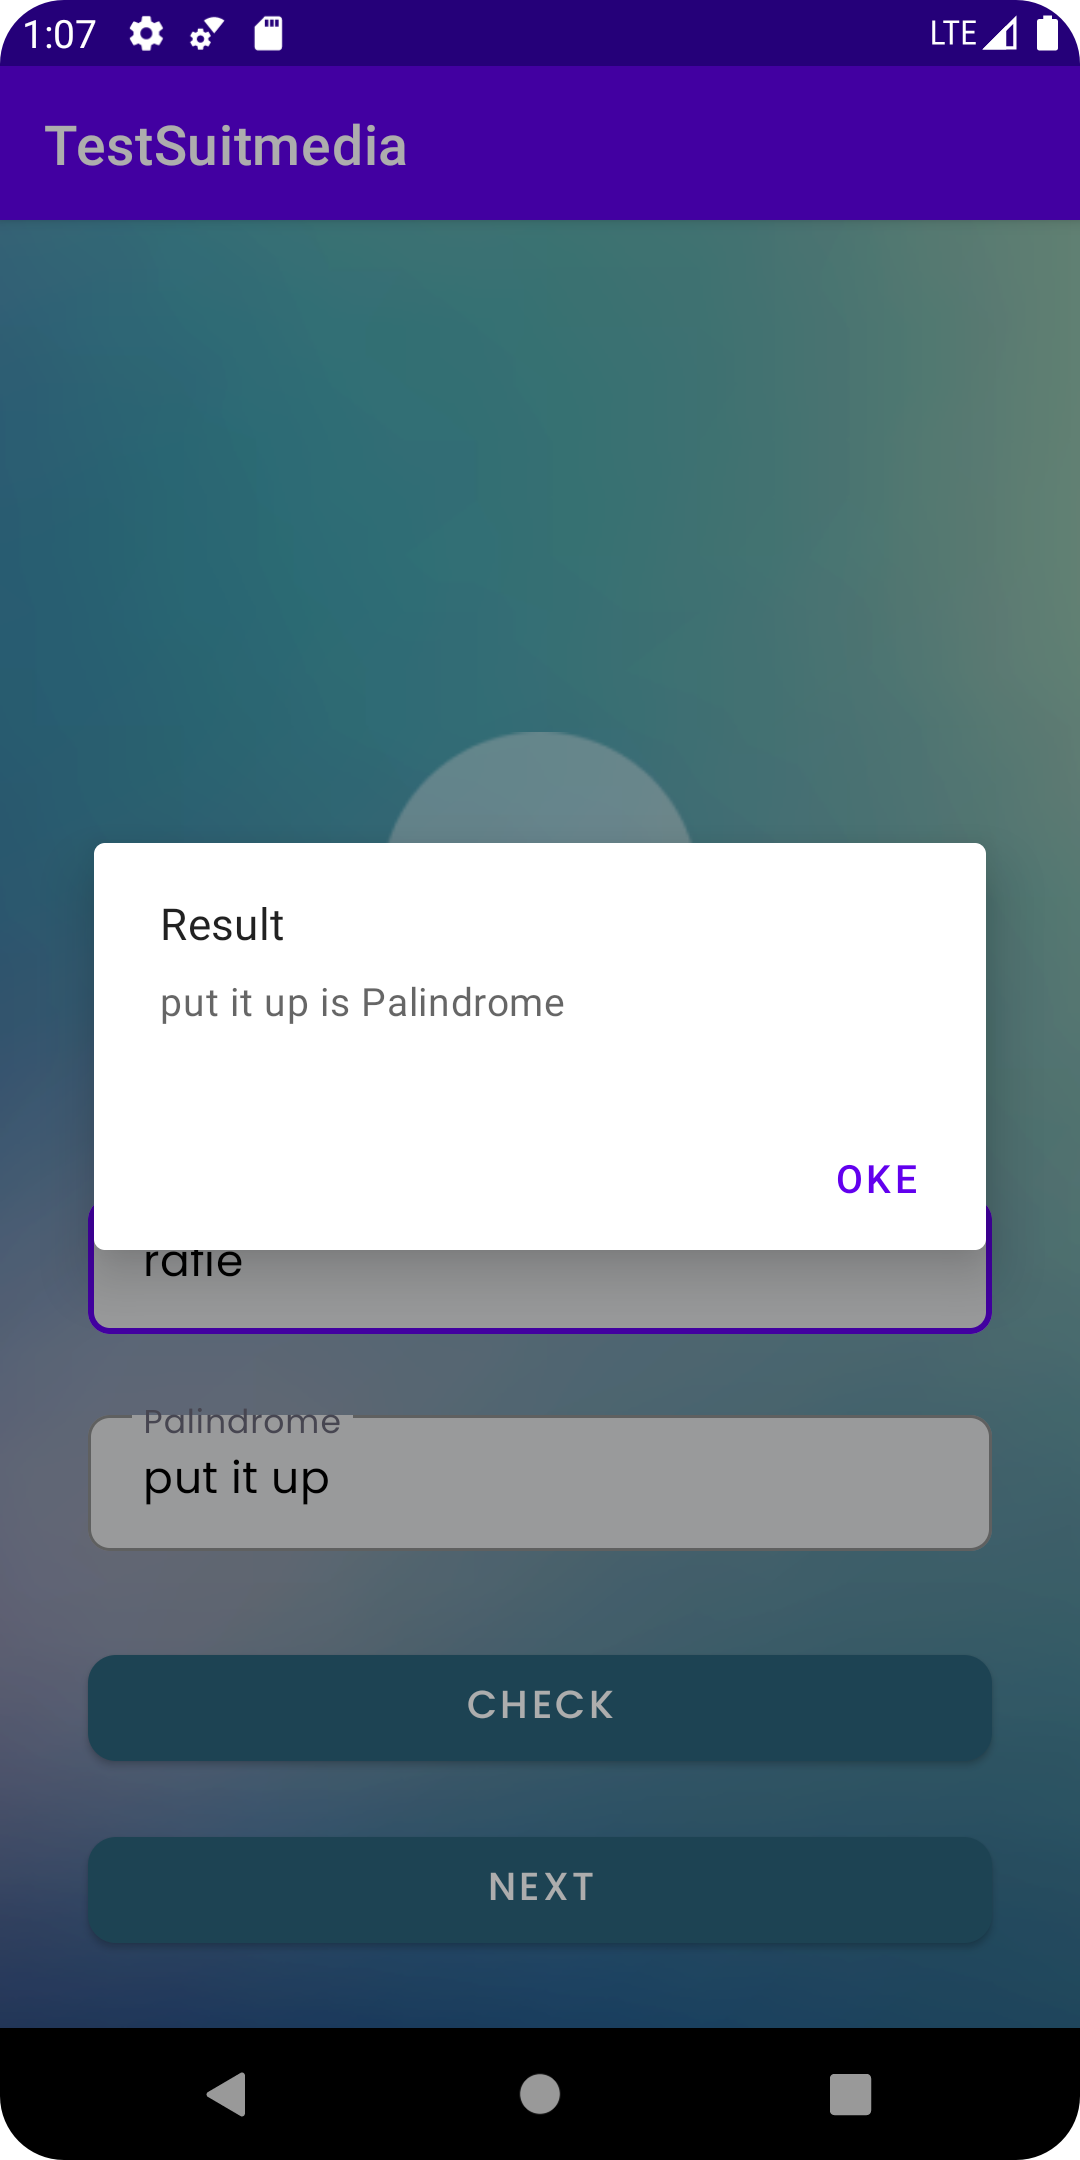 1:07 LTE
TestSuitmedia
Result
put it up is Palindrome
OKE
rafie
Palindrome
put it up
CHECK
NEXT